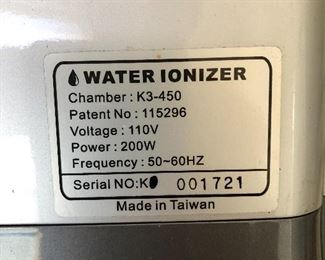 WATER IONIZER
Chamber : K3-450
Patent No : 115296
Voltage : 110V
Power : 200W
Frequency : 50~60HZ
Serial NO:K 001721
Made in Taiwan